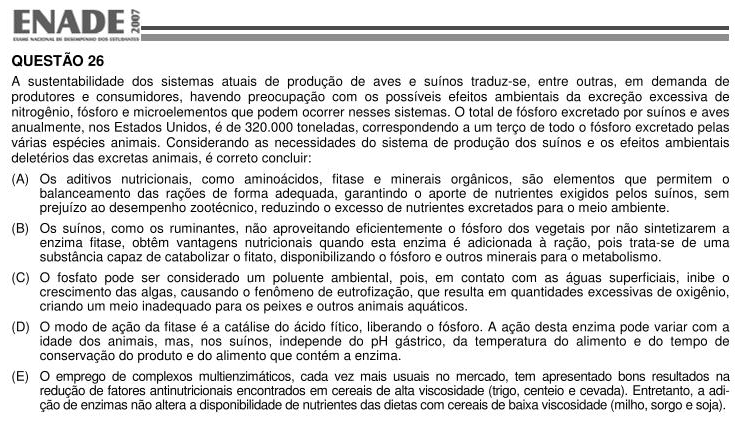 ENADE 2007
EXAME NACIONAL DE DESEMPENHO DOS ESTUDANTES
QUESTÃO 26
A sustentabilidade dos sistemas atuais de produção de aves e suínos traduz-se, entre outras, em demanda de
produtores e consumidores, havendo preocupação com os possíveis efeitos ambientais da excreção excessiva de
nitrogênio, fósforo e microelementos que podem ocorrer nesses sistemas. O total de fósforo excretado por suínos e aves
anualmente, nos Estados Unidos, é de 320.000 toneladas, correspondendo a um terço de todo o fósforo excretado pelas
várias espécies animais. Considerando as necessidades do sistema de produção dos suínos e os efeitos ambientais
deletérios das excretas animais, é correto concluir:
(A) Os aditivos nutricionais, como aminoácidos, fitase e minerais orgânicos, são elementos que permitem o
balanceamento das rações de forma adequada, garantindo o aporte de nutrientes exigidos pelos suínos, sem
prejuízo ao desempenho zootécnico, reduzindo o excesso de nutrientes excretados para o meio ambiente.
(B) Os suínos, como os ruminantes, não aproveitando eficientemente o fósforo dos vegetais por não sintetizarem a
enzima fitase, obtêm vantagens nutricionais quando esta enzima é adicionada à ração, pois trata-se de uma
substância capaz de catabolizar o fitato, disponibilizando o fósforo e outros minerais para o metabolismo.
(C) O fosfato pode ser considerado um poluente ambiental, pois, em contato com as águas superficiais, inibe o
crescimento das algas, causando o fenômeno de eutrofização, que resulta em quantidades excessivas de oxigênio,
criando um meio inadequado para os peixes e outros animais aquáticos.
(D) O modo de ação da fitase é a catálise do ácido fítico, liberando o fósforo. A ação desta enzima pode variar com a
idade dos animais, mas, nos suínos, independe do pH gástrico, da temperatura do alimento e do tempo de
conservação do produto e do alimento que contém a enzima.
(E) O emprego de complexos multienzimáticos, cada vez mais usuais no mercado, tem apresentado bons resultados na
redução de fatores antinutricionais encontrados em cereais de alta viscosidade (trigo, centeio e cevada). Entretanto, a adi-
ção de enzimas não altera a disponibilidade de nutrientes das dietas com cereais de baixa viscosidade (milho, sorgo e soja).